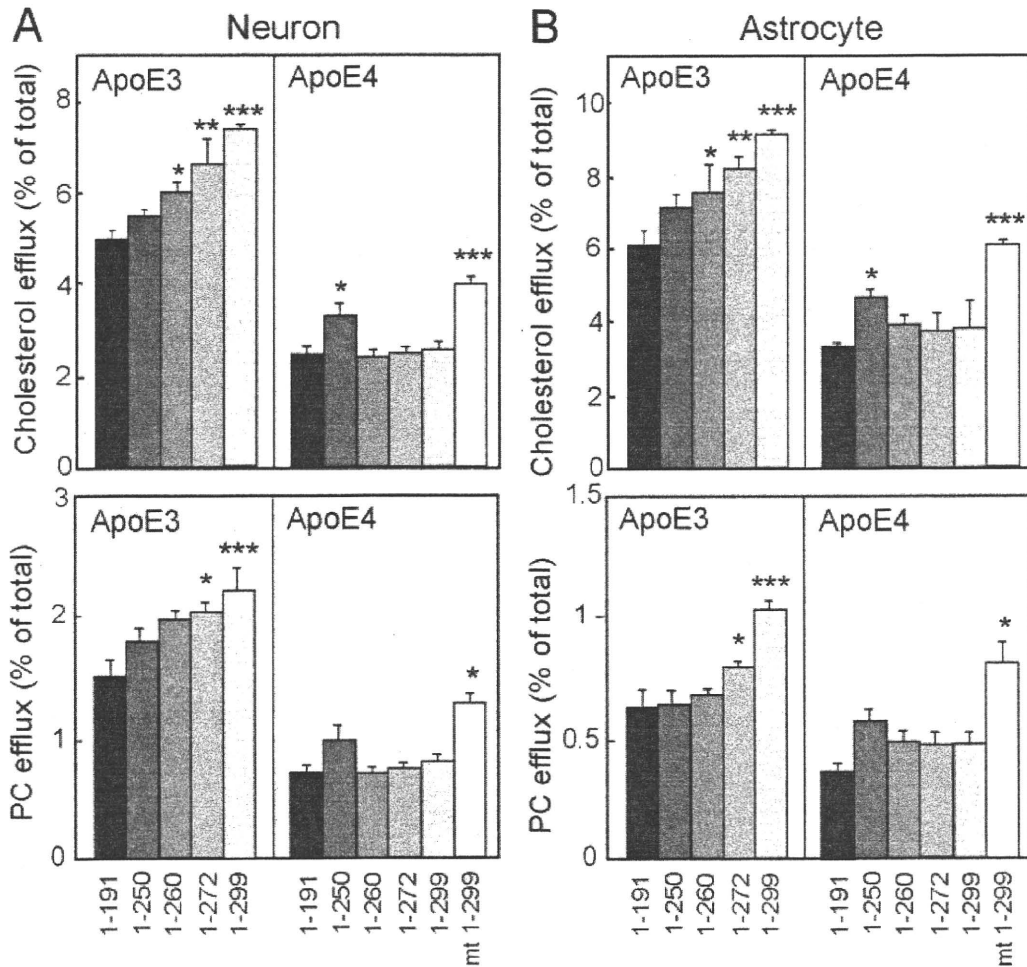 A Neuron
B Astrocyte
Cholesterol efflux (% of total)
8
6
4
2
0
ApoE3
* ** ***
ApoE4
* ***
Cholesterol efflux (% of total)
10
8
6
4
2
0
ApoE3
* ** ***
ApoE4
* ***
PC efflux (% of total)
3
2
1
0
ApoE3
* ***
ApoE4
*
PC efflux (% of total)
1.5
1
0.5
0
ApoE3
* ***
ApoE4
*
1-191
1-250
1-260
1-272
1-299
1-191
1-250
1-260
1-272
1-299
mt 1-299
1-191
1-250
1-260
1-272
1-299
1-191
1-250
1-260
1-272
1-299
mt 1-299